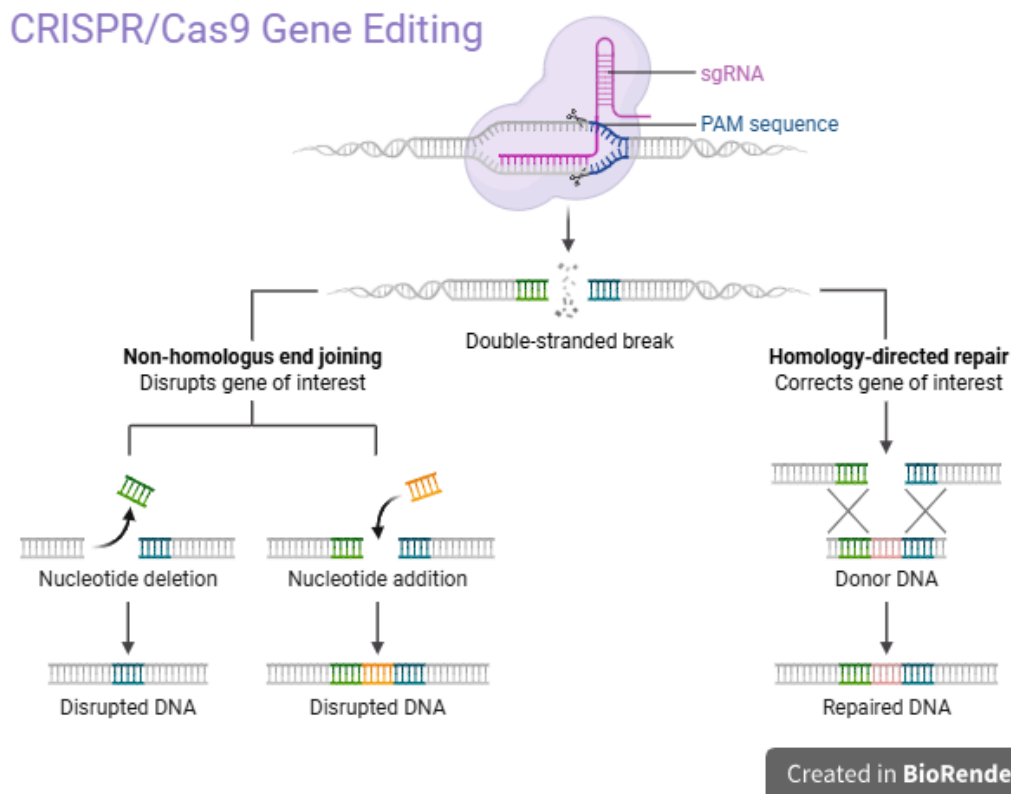 CRISPR/Cas9 Gene Editing
sgRNA
PAM sequence
Double-stranded break
Non-homologus end joining
Disrupts gene of interest
Homology-directed repair
Corrects gene of interest
Nucleotide deletion
Nucleotide addition
Donor DNA
Disrupted DNA
Disrupted DNA
Repaired DNA
Created in BioRende